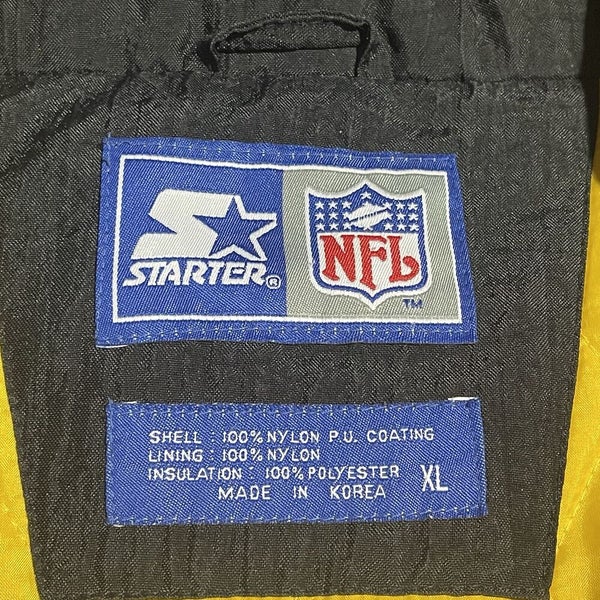 STARTER®
NFL
TM
SHELL : 100% NYLON P.U. COATING
LINING : 100% NYLON
INSULATION : 100% POLYESTER
MADE IN KOREA
XL